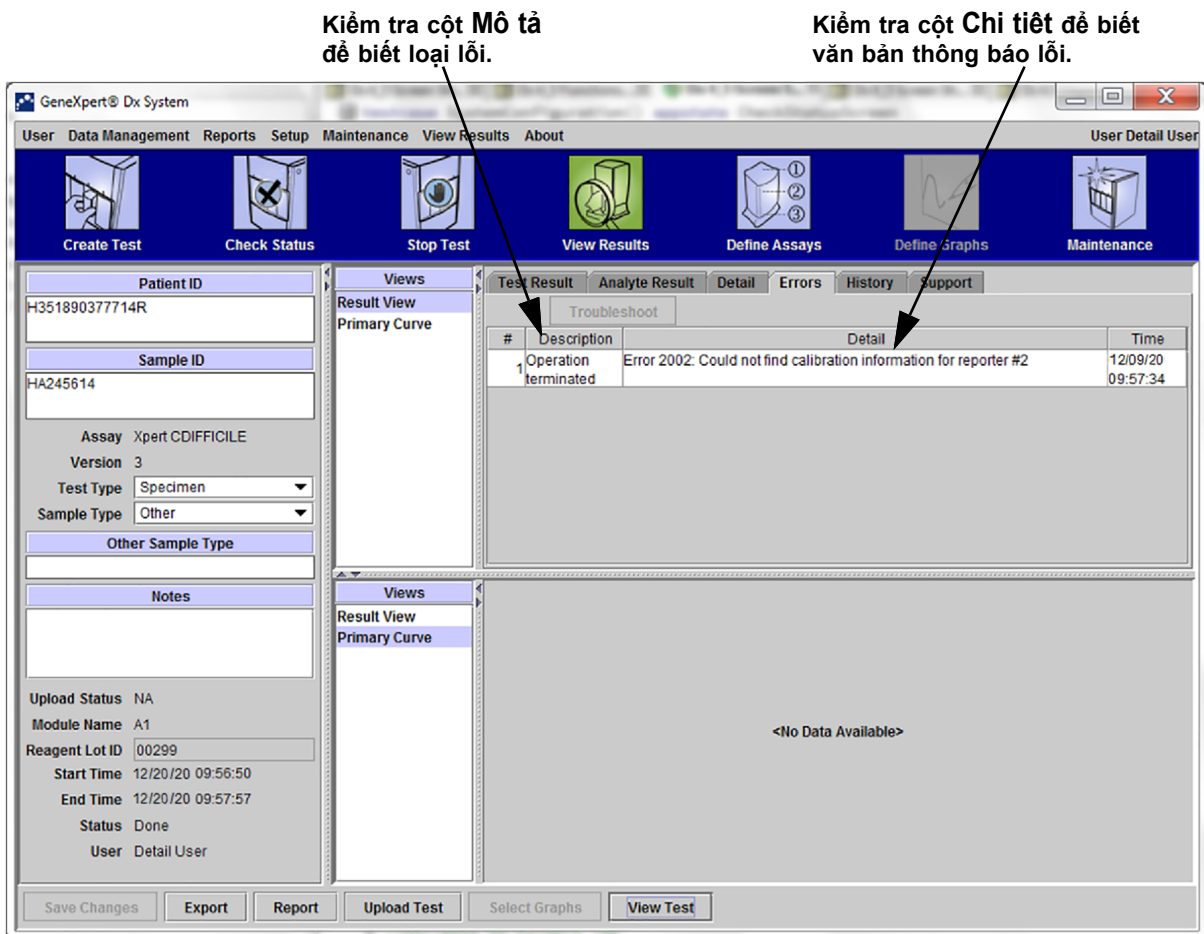 Kiểm tra cột Mô tả
để biết loại lỗi.
Kiểm tra cột Chi tiêt để biết
văn bản thông báo lỗi.
GeneXpert® Dx System
User Data Management Reports Setup Maintenance View Results About User Detail User
Create Test Check Status Stop Test View Results Define Assays Define Graphs Maintenance
Patient ID
H351890377714R
Sample ID
HA245614
Assay Xpert CDIFFICILE
Version 3
Test Type Specimen
Sample Type Other
Other Sample Type
Notes
Upload Status NA
Module Name A1
Reagent Lot ID 00299
Start Time 12/20/20 09:56:50
End Time 12/20/20 09:57:57
Status Done
User Detail User
Views
Result View
Primary Curve
Test Result Analyte Result Detail Errors History Support
Troubleshoot
# Description Detail Time
1 Operation terminated Error 2002: Could not find calibration information for reporter #2 12/09/20 09:57:34
Views
Result View
Primary Curve
<No Data Available>
Save Changes Export Report Upload Test Select Graphs View Test